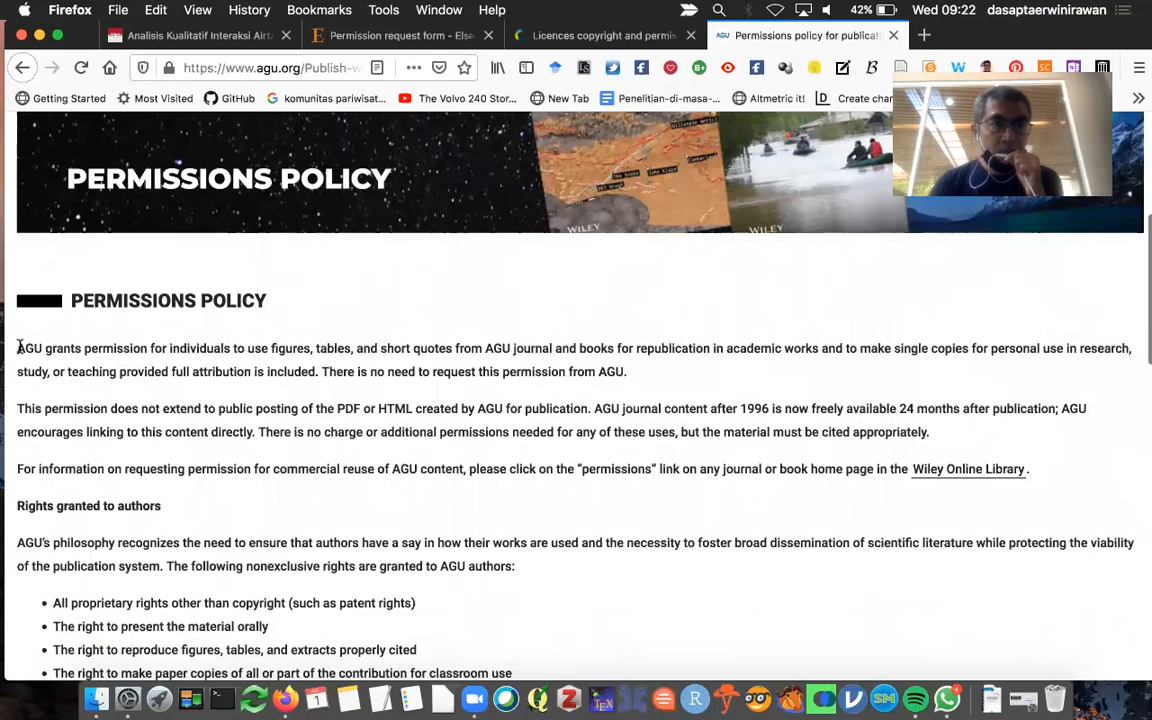 Firefox File Edit View History Bookmarks Tools Window Help 42% Wed 09:22 dasaptaerwinirawan
Analisis Kualitatif Interaksi Airta Permission request form - Else Licences copyright and permis AGU Permissions policy for publicati
https://www.agu.org/Publish-w
Getting Started Most Visited GitHub komunitas pariwisat... The Volvo 240 Stor... New Tab Penelitian-di-masa-... Altmetric it! Create char
PERMISSIONS POLICY
WILEY WILEY
PERMISSIONS POLICY
AGU grants permission for individuals to use figures, tables, and short quotes from AGU journal and books for republication in academic works and to make single copies for personal use in research,
study, or teaching provided full attribution is included. There is no need to request this permission from AGU.
This permission does not extend to public posting of the PDF or HTML created by AGU for publication. AGU journal content after 1996 is now freely available 24 months after publication; AGU
encourages linking to this content directly. There is no charge or additional permissions needed for any of these uses, but the material must be cited appropriately.
For information on requesting permission for commercial reuse of AGU content, please click on the “permissions” link on any journal or book home page in the Wiley Online Library.
Rights granted to authors
AGU’s philosophy recognizes the need to ensure that authors have a say in how their works are used and the necessity to foster broad dissemination of scientific literature while protecting the viability
of the publication system. The following nonexclusive rights are granted to AGU authors:
• All proprietary rights other than copyright (such as patent rights)
• The right to present the material orally
• The right to reproduce figures, tables, and extracts properly cited
• The right to make paper copies of all or part of the contribution for classroom use